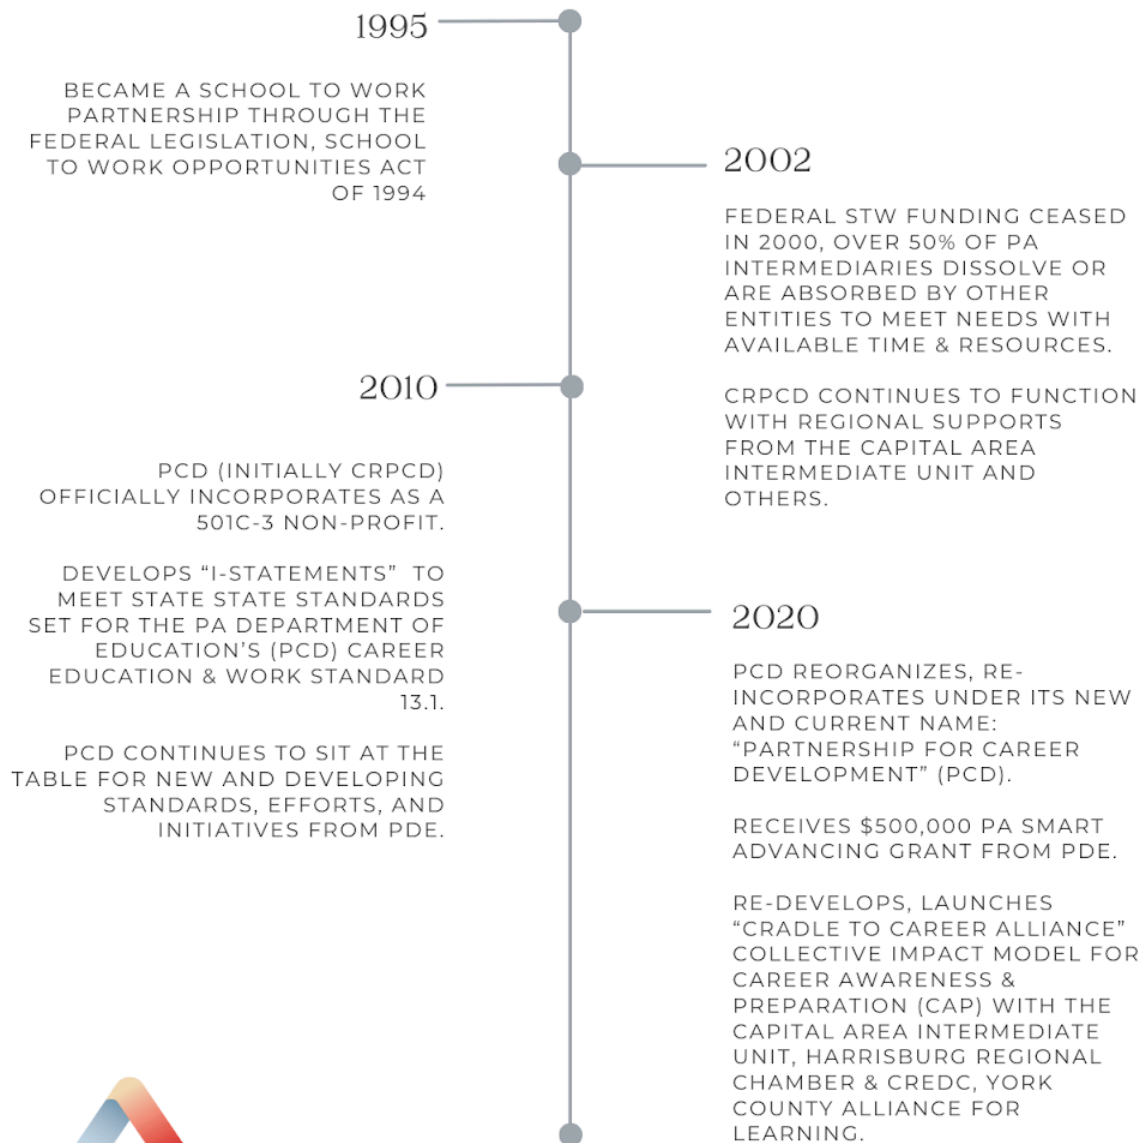 1995
BECAME A SCHOOL TO WORK
PARTNERSHIP THROUGH THE
FEDERAL LEGISLATION, SCHOOL
TO WORK OPPORTUNITIES ACT
OF 1994
2002
FEDERAL STW FUNDING CEASED
IN 2000, OVER 50% OF PA
INTERMEDIARIES DISSOLVE OR
ARE ABSORBED BY OTHER
ENTITIES TO MEET NEEDS WITH
AVAILABLE TIME & RESOURCES.
CRPCD CONTINUES TO FUNCTION
WITH REGIONAL SUPPORTS
FROM THE CAPITAL AREA
INTERMEDIATE UNIT AND
OTHERS.
2010
PCD (INITIALLY CRPCD)
OFFICIALLY INCORPORATES AS A
501C-3 NON-PROFIT.
DEVELOPS “I-STATEMENTS” TO
MEET STATE STATE STANDARDS
SET FOR THE PA DEPARTMENT OF
EDUCATION’S (PCD) CAREER
EDUCATION & WORK STANDARD
13.1.
PCD CONTINUES TO SIT AT THE
TABLE FOR NEW AND DEVELOPING
STANDARDS, EFFORTS, AND
INITIATIVES FROM PDE.
2020
PCD REORGANIZES, RE-
INCORPORATES UNDER ITS NEW
AND CURRENT NAME:
“PARTNERSHIP FOR CAREER
DEVELOPMENT” (PCD).
RECEIVES $500,000 PA SMART
ADVANCING GRANT FROM PDE.
RE-DEVELOPS, LAUNCHES
“CRADLE TO CAREER ALLIANCE”
COLLECTIVE IMPACT MODEL FOR
CAREER AWARENESS &
PREPARATION (CAP) WITH THE
CAPITAL AREA INTERMEDIATE
UNIT, HARRISBURG REGIONAL
CHAMBER & CREDC, YORK
COUNTY ALLIANCE FOR
LEARNING.